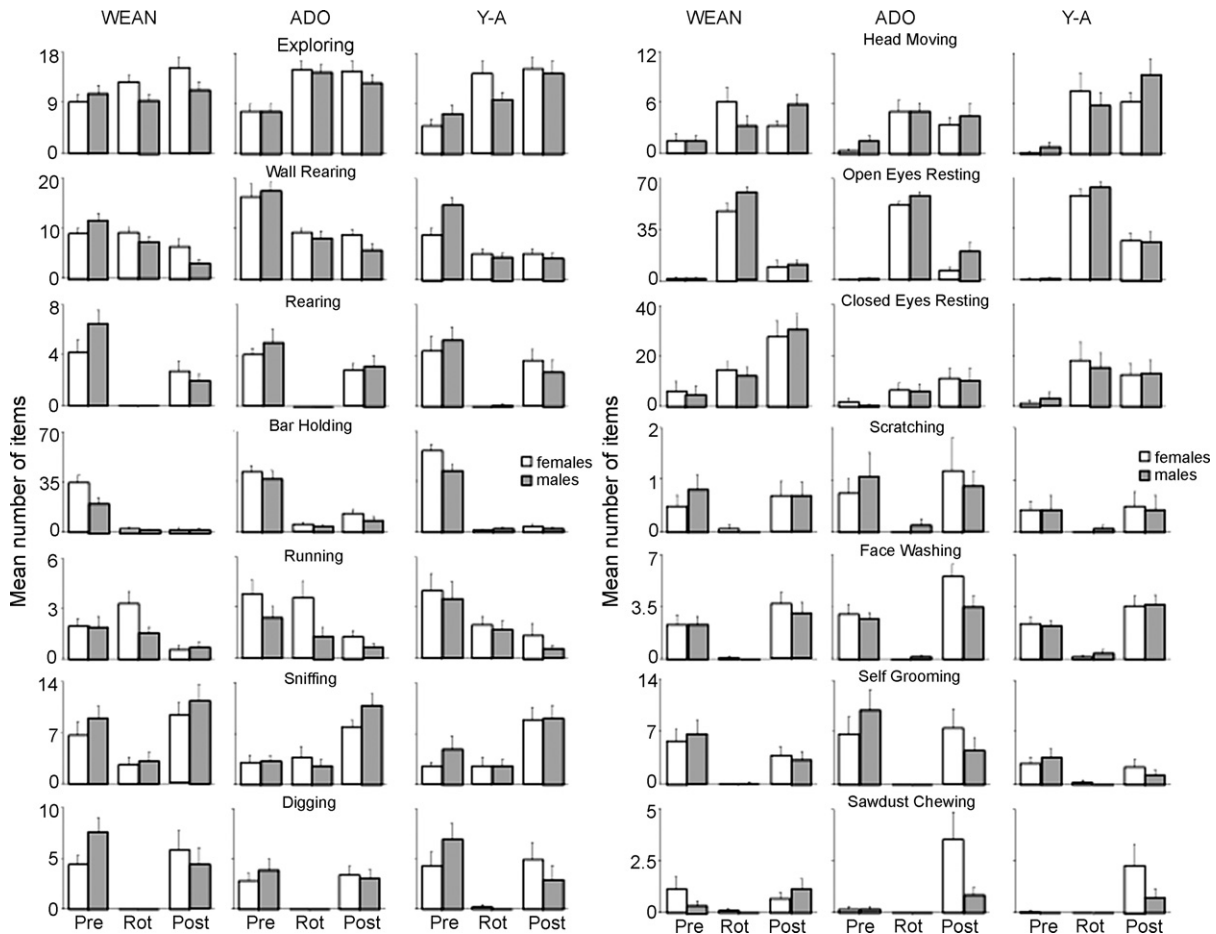 WEAN ADO Y-A WEAN ADO Y-A
Exploring
18
9
0
Wall Rearing
20
10
0
Rearing
8
4
0
Bar Holding
70
35
0
females
males
Running
6
3
0
Sniffing
14
7
0
Digging
10
5
0
Pre Rot Post Pre Rot Post Pre Rot Post
Mean number of items
Head Moving
12
6
0
Open Eyes Resting
70
35
0
Closed Eyes Resting
40
20
0
Scratching
2
1
0
females
males
Face Washing
7
3.5
0
Self Grooming
14
7
0
Sawdust Chewing
5
2.5
0
Pre Rot Post Pre Rot Post Pre Rot Post
Mean number of items